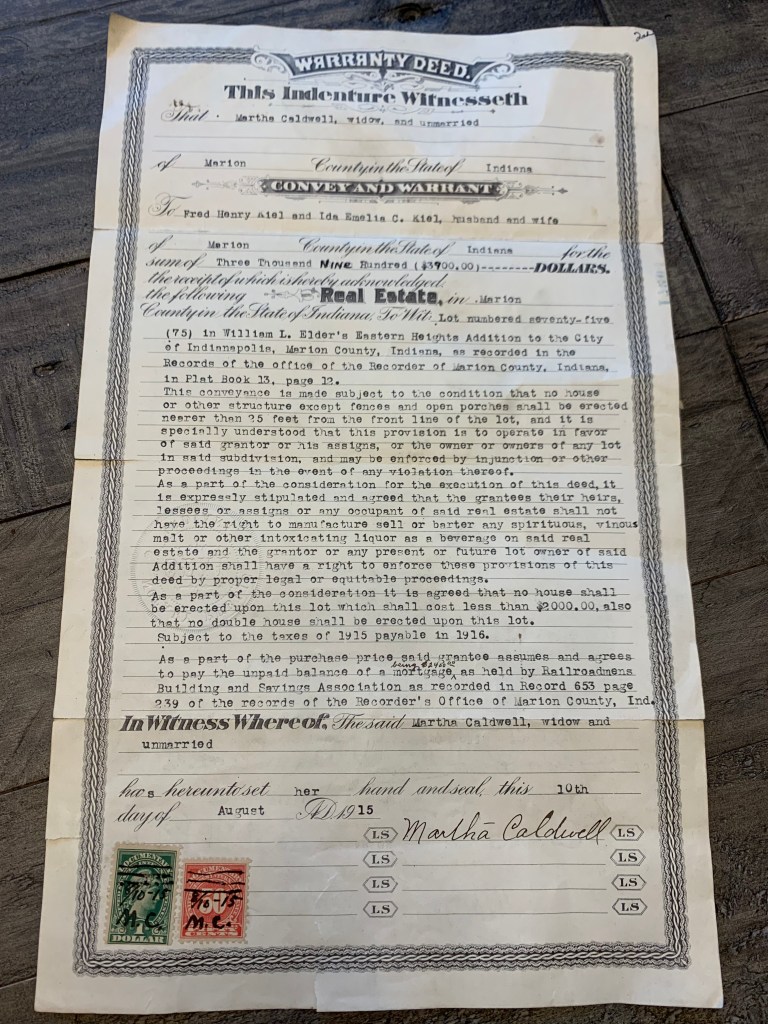 2nd
WARRANTY DEED.
This Indenture Witnesseth
That Martha Caldwell, widow, and unmarried
of Marion County in the State of Indiana
CONVEY AND WARRANT
To Fred Henry Kiel and Ida Emelia C. Kiel, husband and wife
of Marion County in the State of Indiana for the
sum of Three Thousand NINE Hundred ($3900.00)--------DOLLARS.
the receipt of which is hereby acknowledged.
the following Real Estate, in Marion
County in the State of Indiana, To Wit: Lot numbered seventy-five
(75) in William L. Elder's Eastern Heights Addition to the City
of Indianapolis, Marion County, Indiana, as recorded in the
Records of the office of the Recorder of Marion County, Indiana,
in Plat Book 13, page 12.
This conveyance is made subject to the condition that no house
or other structure except fences and open porches shall be erected
nearer than 25 feet from the front line of the lot, and it is
specially understood that this provision is to operate in favor
of said grantor or his assigns, or the owner or owners of any lot
in said subdivision, and may be enforced by injunction or other
proceedings in the event of any violation thereof.
As a part of the consideration for the execution of this deed, it
is expressly stipulated and agreed that the grantees their heirs,
lessees or assigns or any occupant of said real estate shall not
have the right to manufacture sell or barter any spirituous, vinous
malt or other intoxicating liquor as a beverage on said real
estate and the grantor or any present or future lot owner of said
Addition shall have a right to enforce these provisions of this
deed by proper legal or equitable proceedings.
As a part of the consideration it is agreed that no house shall
be erected upon this lot which shall cost less than $2000.00, also
that no double house shall be erected upon this lot.
Subject to the taxes of 1915 payable in 1916.
As a part of the purchase price said grantee assumes and agrees
being
to pay the unpaid balance of a mortgage, as held by Railroadmens
Building and Savings Association as recorded in Record 653 page
239 of the records of the Recorder's Office of Marion County, Ind.
In Witness Whereof, The said Martha Caldwell, widow and
unmarried
has hereunto set her hand and seal, this 10th
day of August A.D. 1915
LS Martha Caldwell LS
LS LS
LS LS
LS LS
DOCUMENTARY
8/10-15
M.C.
1
DOLLAR
DOCUMENTARY
8/10-15
M.C.
CENTS